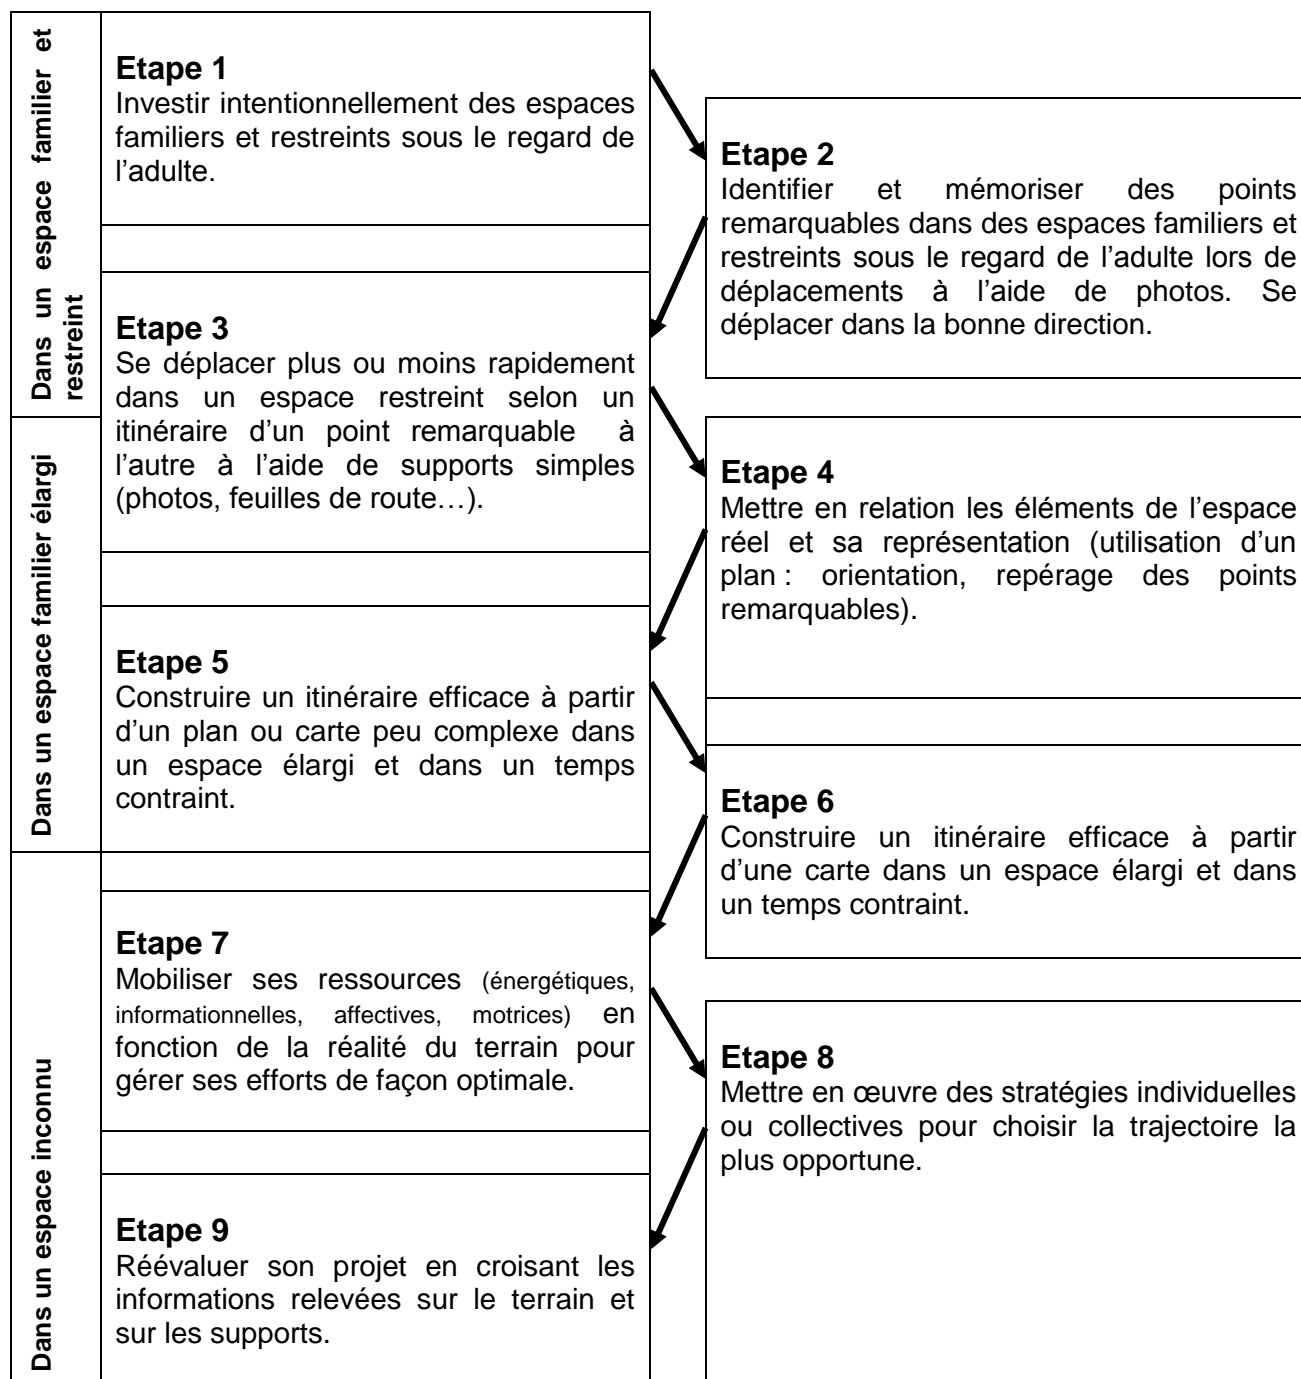 Dans un espace familier et
restreint
Etape 1
Investir intentionnellement des espaces
familiers et restreints sous le regard de
l’adulte.
Etape 2
Identifier et mémoriser des points
remarquables dans des espaces familiers et
restreints sous le regard de l’adulte lors de
déplacements à l’aide de photos. Se
déplacer dans la bonne direction.
Etape 3
Se déplacer plus ou moins rapidement
dans un espace restreint selon un
itinéraire d’un point remarquable à
l’autre à l’aide de supports simples
(photos, feuilles de route…).
Dans un espace familier élargi
Etape 4
Mettre en relation les éléments de l’espace
réel et sa représentation (utilisation d’un
plan : orientation, repérage des points
remarquables).
Etape 5
Construire un itinéraire efficace à partir
d’un plan ou carte peu complexe dans
un espace élargi et dans un temps
contraint.
Etape 6
Construire un itinéraire efficace à partir
d’une carte dans un espace élargi et dans
un temps contraint.
Dans un espace inconnu
Etape 7
Mobiliser ses ressources (énergétiques,
informationnelles, affectives, motrices) en
fonction de la réalité du terrain pour
gérer ses efforts de façon optimale.
Etape 8
Mettre en œuvre des stratégies individuelles
ou collectives pour choisir la trajectoire la
plus opportune.
Etape 9
Réévaluer son projet en croisant les
informations relevées sur le terrain et
sur les supports.